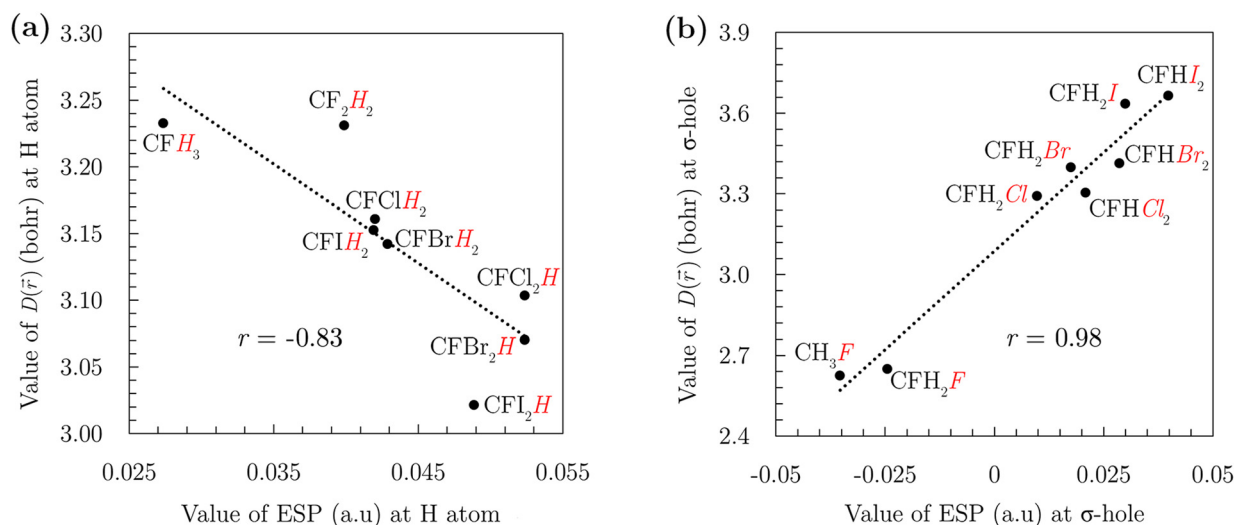 (a)
Value of D(r⃗) (bohr) at H atom
3.30
3.25
3.20
3.15
3.10
3.05
3.00
0.025
0.035
0.045
0.055
Value of ESP (a.u) at H atom
CF₂H₂
CFH₃
CFClH₂
CFIH₂
CFBrH₂
CFCl₂H
CFBr₂H
CFI₂H
r = -0.83
(b)
Value of D(r⃗) (bohr) at σ-hole
3.9
3.6
3.3
3.0
2.7
2.4
-0.05
-0.025
0
0.025
0.05
Value of ESP (a.u) at σ-hole
CFHI₂
CFH₂I
CFH₂Br
CFHBr₂
CFH₂Cl
CFHCl₂
CH₃F
CFH₂F
r = 0.98